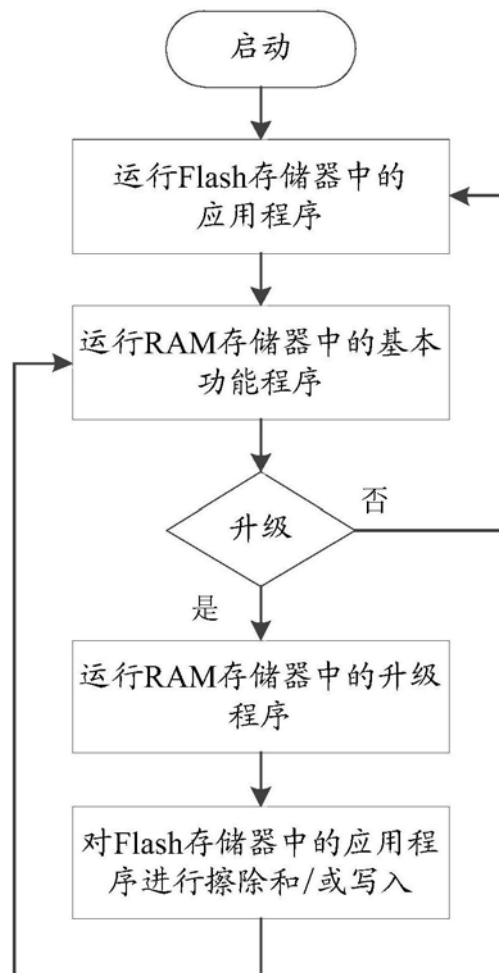 启动
运行Flash存储器中的
应用程序
运行RAM存储器中的基本
功能程序
升级
否
是
运行RAM存储器中的升级
程序
对Flash存储器中的应用程
序进行擦除和/或写入